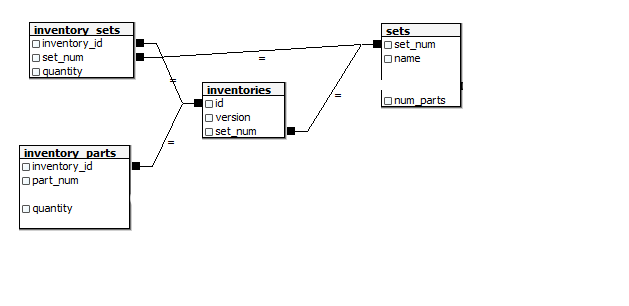 inventory_sets
inventory_id
set_num
quantity
=
=
inventories
id
version
set_num
=
sets
set_num
name
num_parts
=
inventory_parts
inventory_id
part_num
quantity